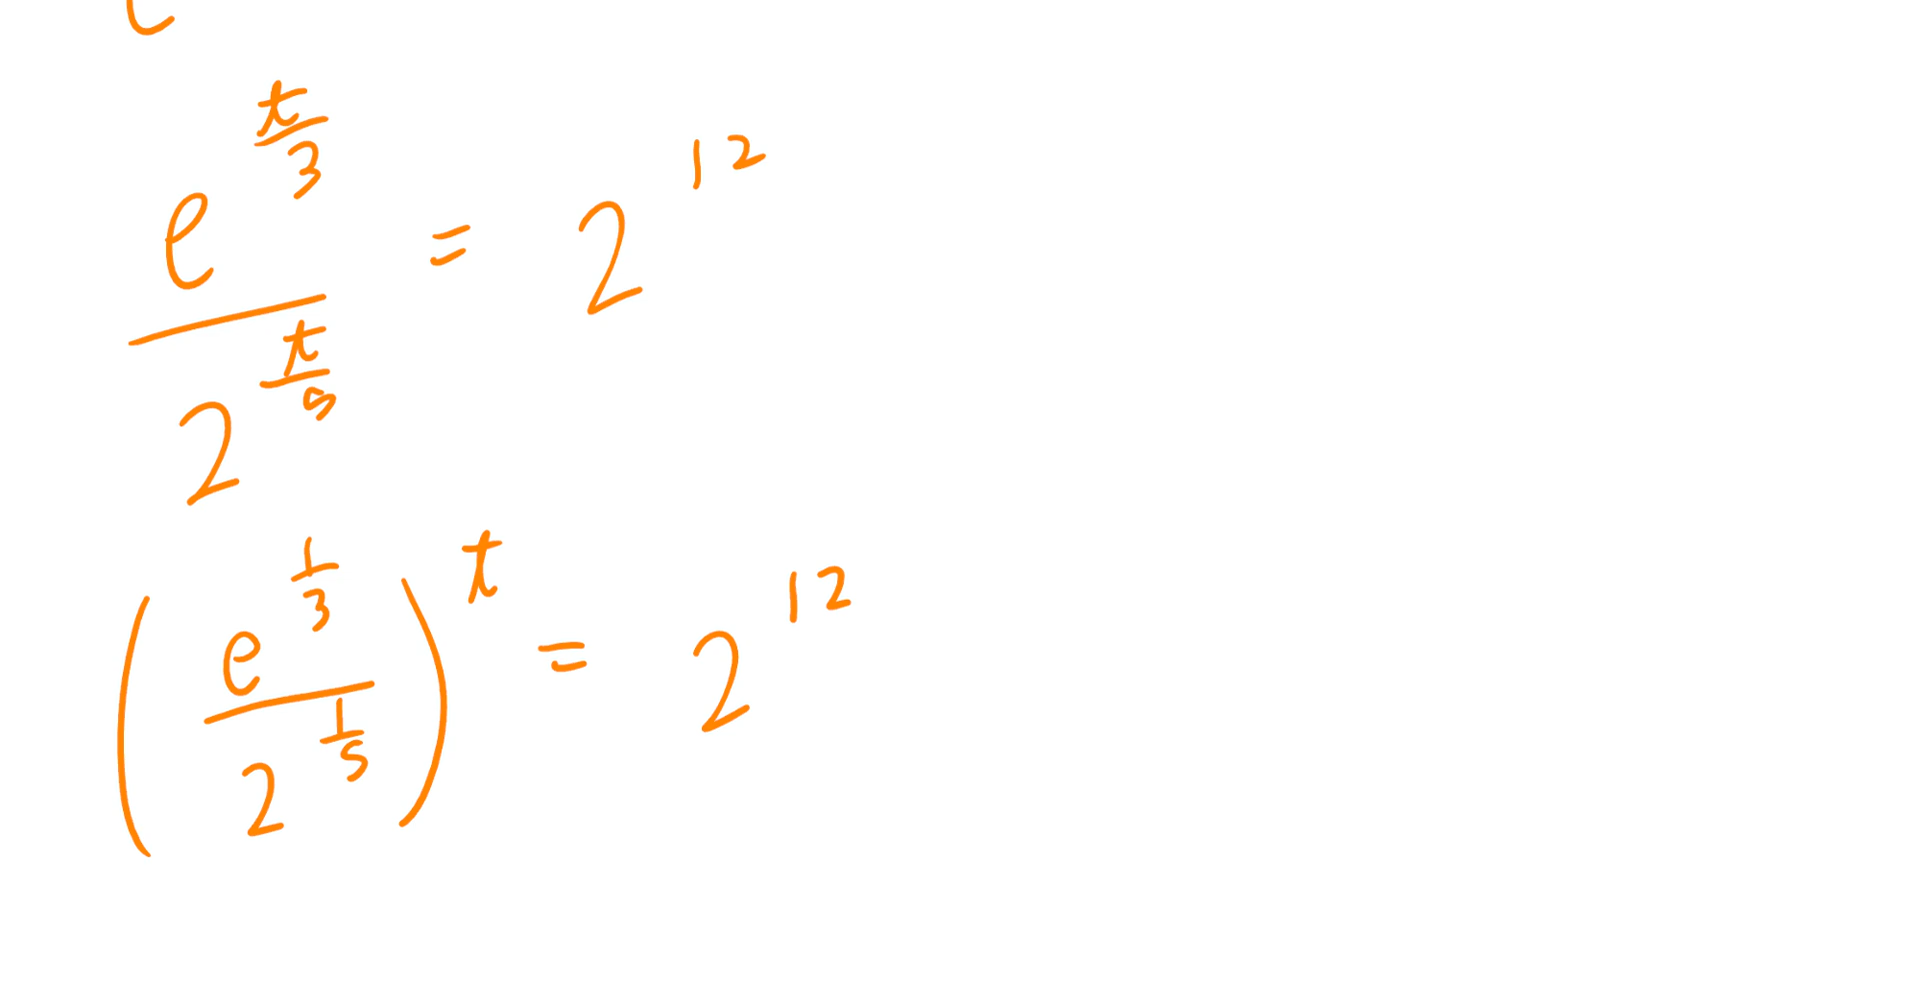 e^(t/3) / 2^(t/5) = 2^12
(e^(1/3) / 2^(1/5))^t = 2^12